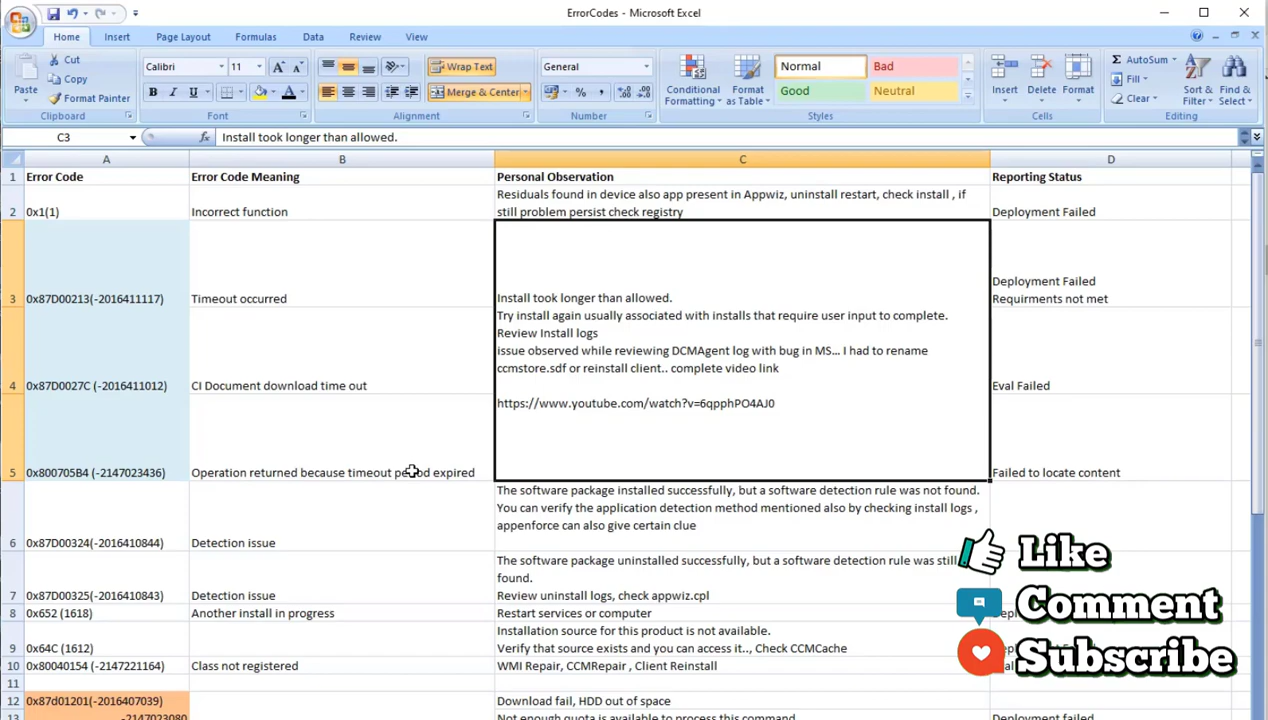 ErrorCodes - Microsoft Excel
Home Insert Page Layout Formulas Data Review View
Paste
Cut
Copy
Format Painter
Clipboard
Calibri 11
B I U
Font
Wrap Text
Merge & Center
Alignment
General
%
Number
Conditional Formatting
Format as Table
Normal Bad
Good Neutral
Styles
Insert Delete Format
Cells
AutoSum
Fill
Clear
Sort & Filter
Find & Select
Editing
C3 fx Install took longer than allowed.
A B C D
1 Error Code Error Code Meaning Personal Observation Reporting Status
Residuals found in device also app present in Appwiz, uninstall restart, check install , if
2 0x1(1) Incorrect function still problem persist check registry Deployment Failed
Deployment Failed
3 0x87D00213(-2016411117) Timeout occurred Install took longer than allowed. Requirments not met
Try install again usually associated with installs that require user input to complete.
Review Install logs
issue observed while reviewing DCMAgent log with bug in MS... I had to rename
ccmstore.sdf or reinstall client.. complete video link
4 0x87D0027C (-2016411012) CI Document download time out Eval Failed
https://www.youtube.com/watch?v=6qpphPO4AJ0
5 0x800705B4 (-2147023436) Operation returned because timeout period expired Failed to locate content
The software package installed successfully, but a software detection rule was not found.
You can verify the application detection method mentioned also by checking install logs ,
appenforce can also give certain clue
6 0x87D00324(-2016410844) Detection issue
The software package uninstalled successfully, but a software detection rule was still
found.
7 0x87D00325(-2016410843) Detection issue Review uninstall logs, check appwiz.cpl
8 0x652 (1618) Another install in progress Restart services or computer
Installation source for this product is not available.
9 0x64C (1612) Verify that source exists and you can access it.., Check CCMCache
10 0x80040154 (-2147221164) Class not registered WMI Repair, CCMRepair , Client Reinstall
11
12 0x87d01201(-2016407039) Download fail, HDD out of space
13 -2147023080 Not enough quota is available to process this command Deployment failed
Like
Comment
Subscribe